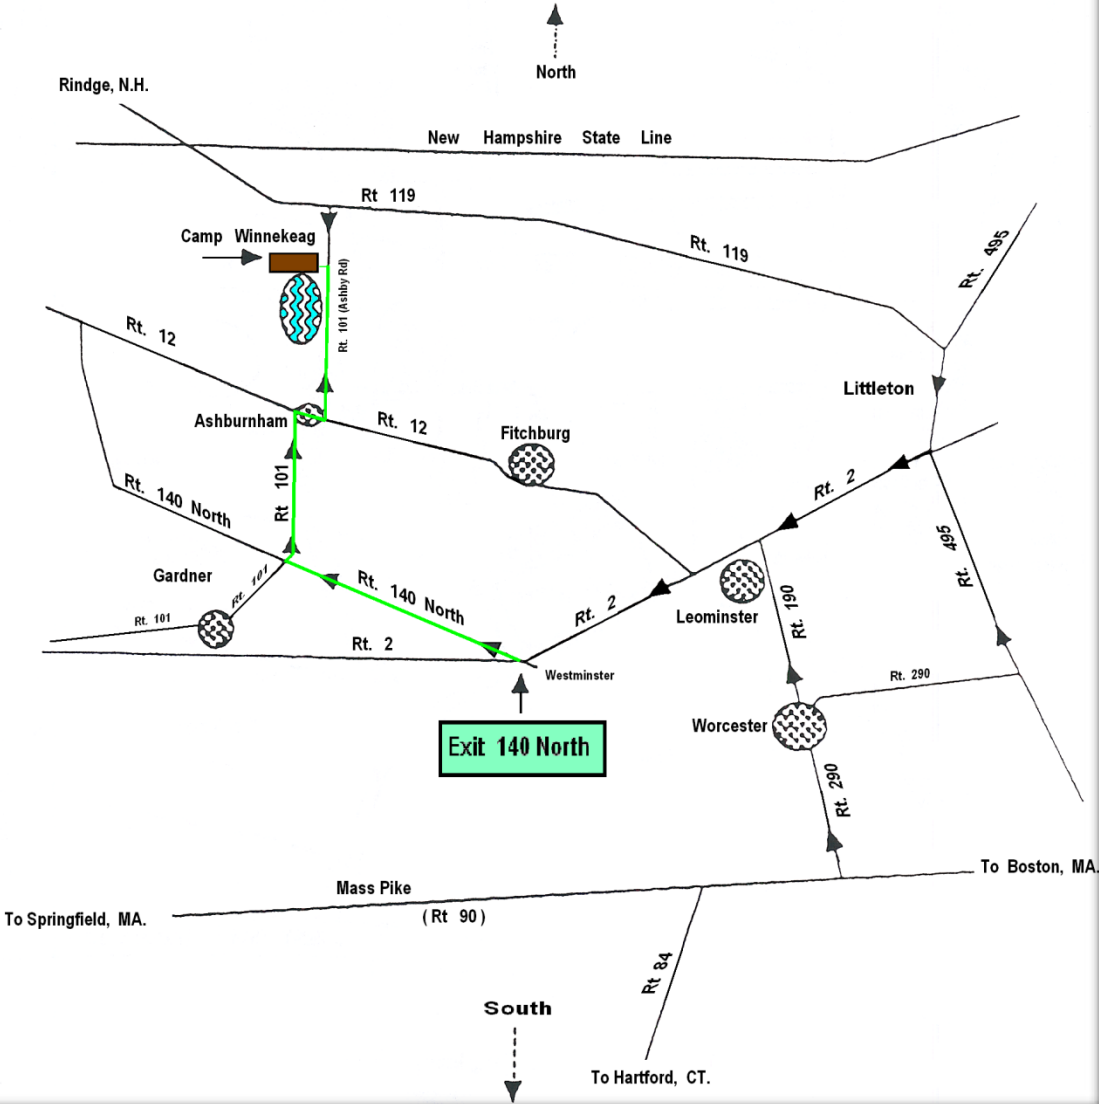 North
Rindge, N.H.
New Hampshire State Line
Rt 119
Camp Winnekeag
Rt. 119
Rt. 495
Rt. 101 (Ashby Rd)
Rt. 12
Littleton
Ashburnham
Rt. 12
Fitchburg
Rt. 2
Rt 101
Rt. 140 North
Rt. 495
Gardner
Rt. 101
Rt. 140 North
Rt. 2
Leominster
Rt. 190
Rt. 101
Rt. 2
Westminster
Rt. 290
Worcester
Exit 140 North
Rt. 290
To Boston, MA.
Mass Pike
(Rt 90)
To Springfield, MA.
Rt 84
South
To Hartford, CT.